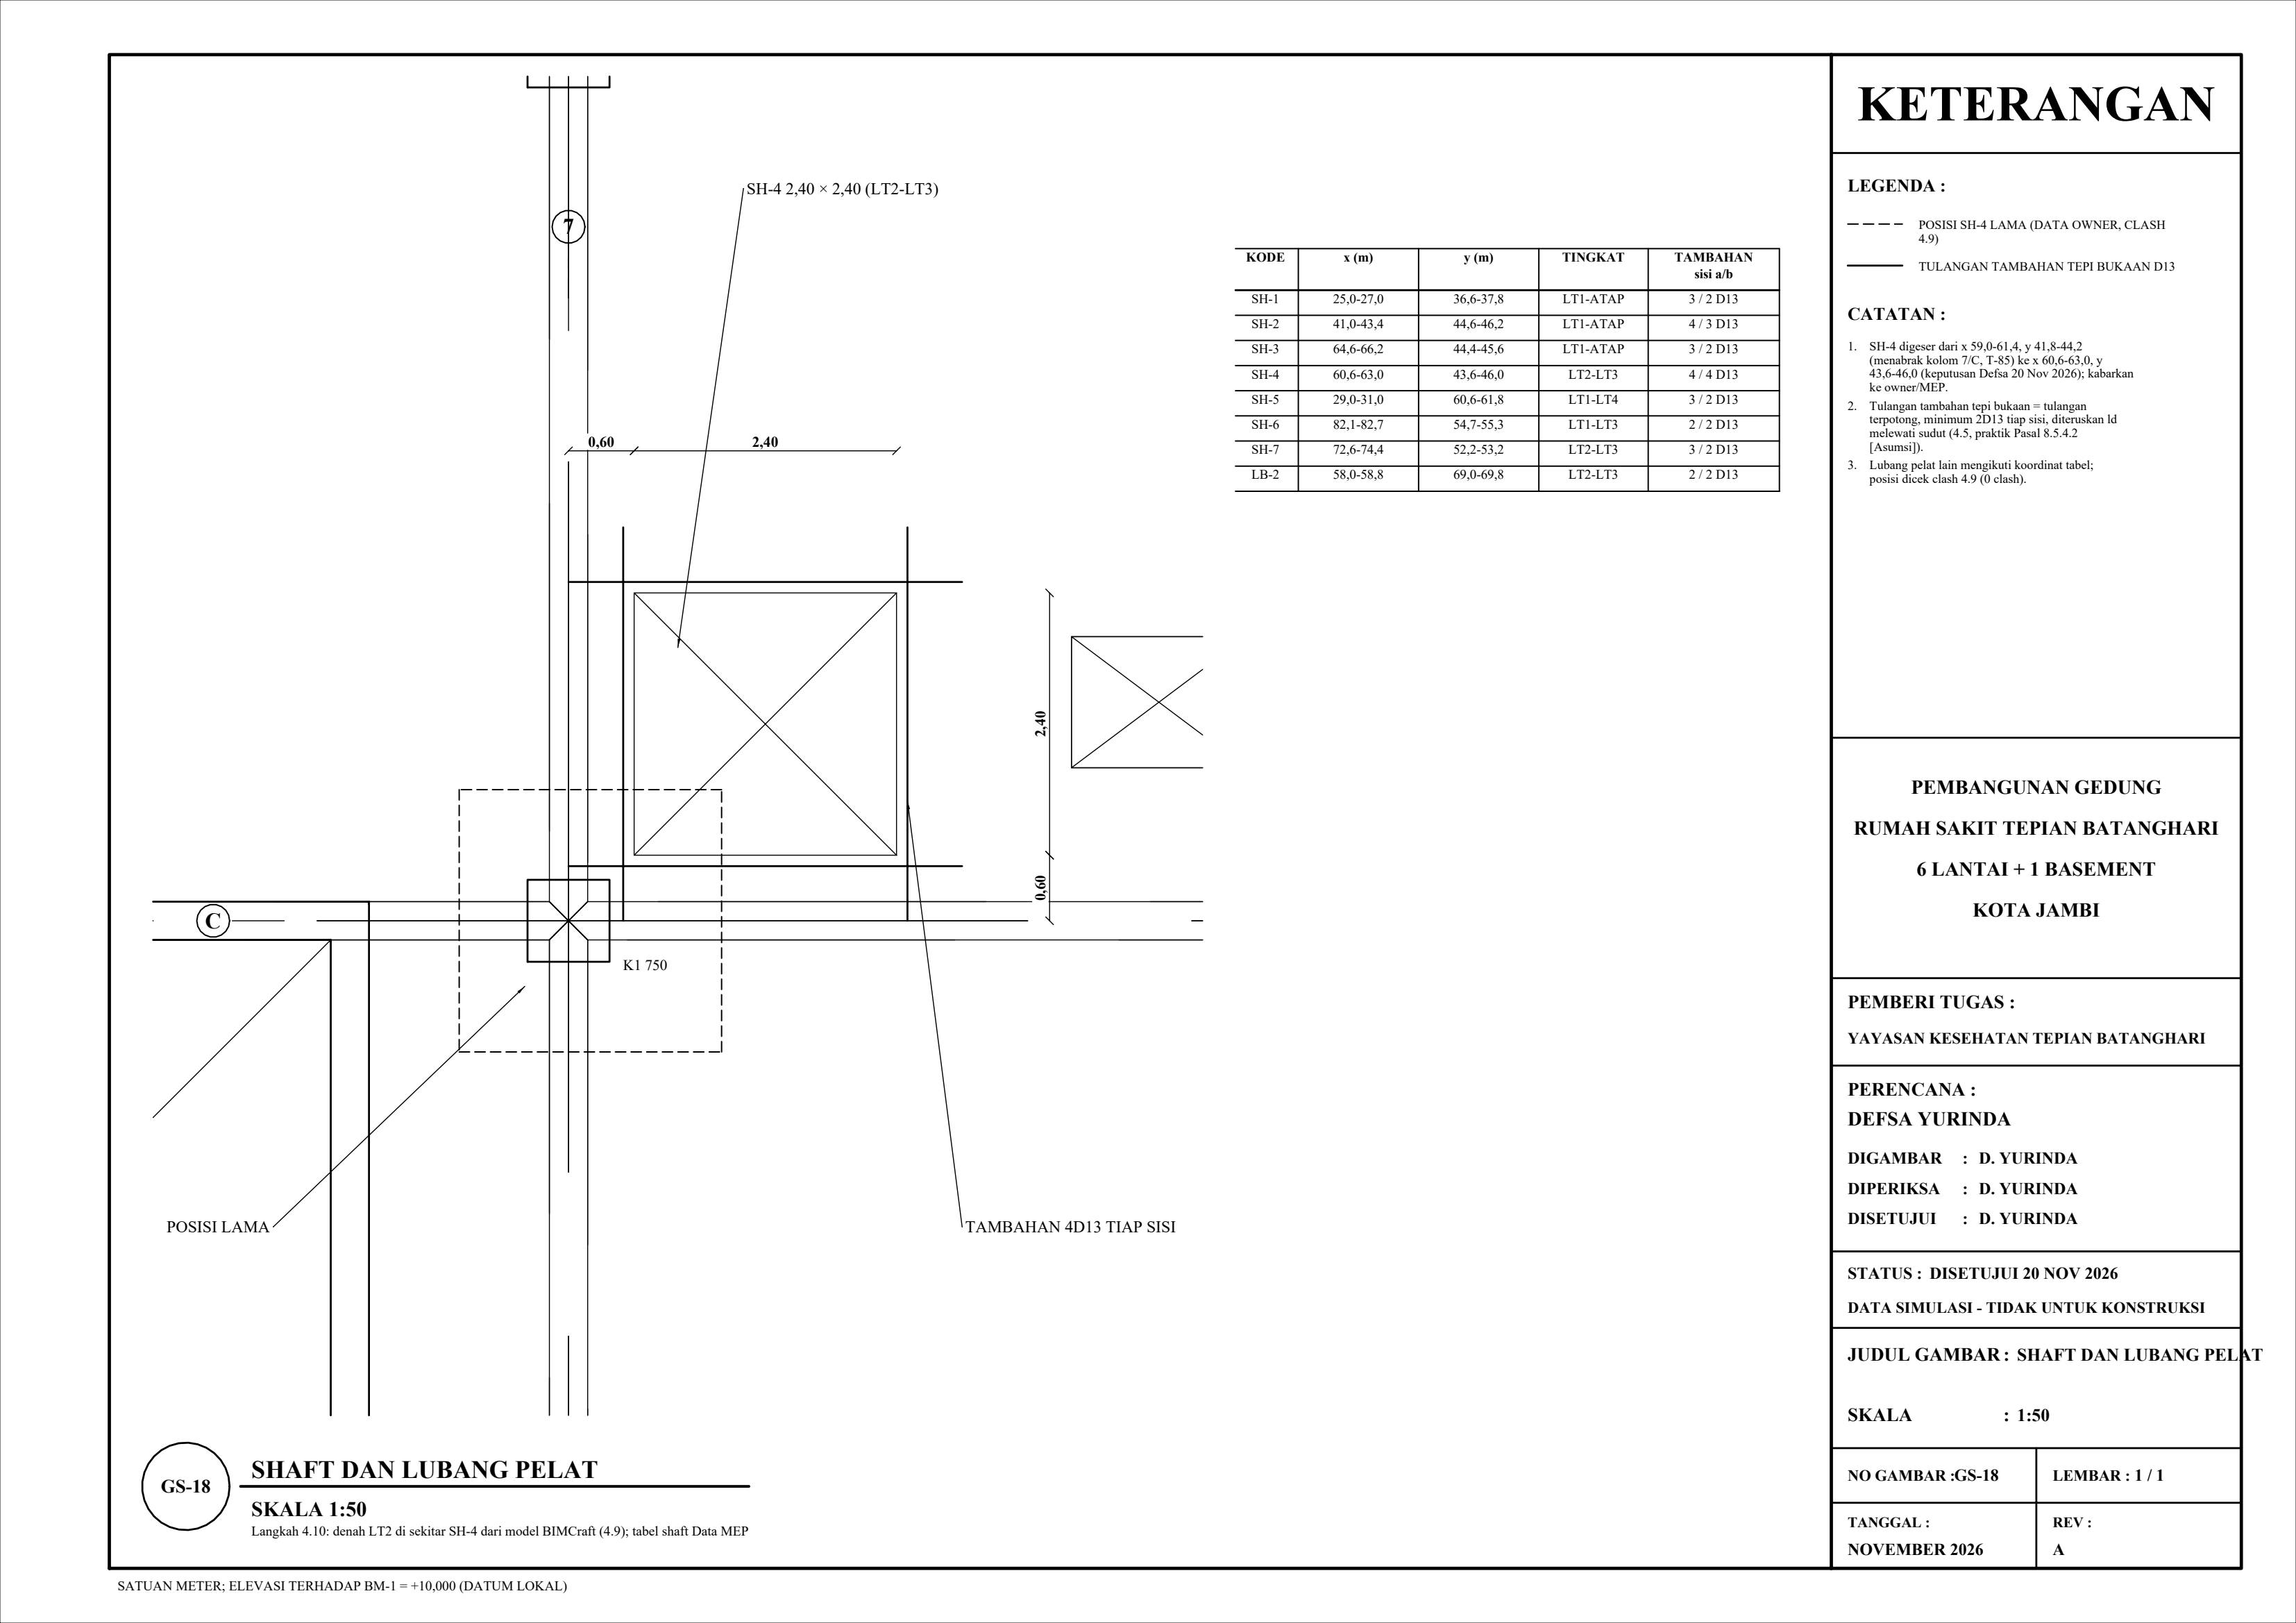 SH-4 2,40 × 2,40 (LT2-LT3)
7
0,60
2,40
2,40
0,60
C
K1 750
POSISI LAMA
TAMBAHAN 4D13 TIAP SISI
KODE x (m) y (m) TINGKAT TAMBAHAN
sisi a/b
SH-1 25,0-27,0 36,6-37,8 LT1-ATAP 3 / 2 D13
SH-2 41,0-43,4 44,6-46,2 LT1-ATAP 4 / 3 D13
SH-3 64,6-66,2 44,4-45,6 LT1-ATAP 3 / 2 D13
SH-4 60,6-63,0 43,6-46,0 LT2-LT3 4 / 4 D13
SH-5 29,0-31,0 60,6-61,8 LT1-LT4 3 / 2 D13
SH-6 82,1-82,7 54,7-55,3 LT1-LT3 2 / 2 D13
SH-7 72,6-74,4 52,2-53,2 LT2-LT3 3 / 2 D13
LB-2 58,0-58,8 69,0-69,8 LT2-LT3 2 / 2 D13
GS-18
SHAFT DAN LUBANG PELAT
SKALA 1:50
Langkah 4.10: denah LT2 di sekitar SH-4 dari model BIMCraft (4.9); tabel shaft Data MEP
SATUAN METER; ELEVASI TERHADAP BM-1 = +10,000 (DATUM LOKAL)
KETERANGAN
LEGENDA :
POSISI SH-4 LAMA (DATA OWNER, CLASH
4.9)
TULANGAN TAMBAHAN TEPI BUKAAN D13
CATATAN :
1. SH-4 digeser dari x 59,0-61,4, y 41,8-44,2
(menabrak kolom 7/C, T-85) ke x 60,6-63,0, y
43,6-46,0 (keputusan Defsa 20 Nov 2026); kabarkan
ke owner/MEP.
2. Tulangan tambahan tepi bukaan = tulangan
terpotong, minimum 2D13 tiap sisi, diteruskan ld
melewati sudut (4.5, praktik Pasal 8.5.4.2
[Asumsi]).
3. Lubang pelat lain mengikuti koordinat tabel;
posisi dicek clash 4.9 (0 clash).
PEMBANGUNAN GEDUNG
RUMAH SAKIT TEPIAN BATANGHARI
6 LANTAI + 1 BASEMENT
KOTA JAMBI
PEMBERI TUGAS :
YAYASAN KESEHATAN TEPIAN BATANGHARI
PERENCANA :
DEFSA YURINDA
DIGAMBAR : D. YURINDA
DIPERIKSA : D. YURINDA
DISETUJUI : D. YURINDA
STATUS : DISETUJUI 20 NOV 2026
DATA SIMULASI - TIDAK UNTUK KONSTRUKSI
JUDUL GAMBAR : SHAFT DAN LUBANG PELAT
SKALA : 1:50
NO GAMBAR :GS-18 LEMBAR : 1 / 1
TANGGAL : REV :
NOVEMBER 2026 A